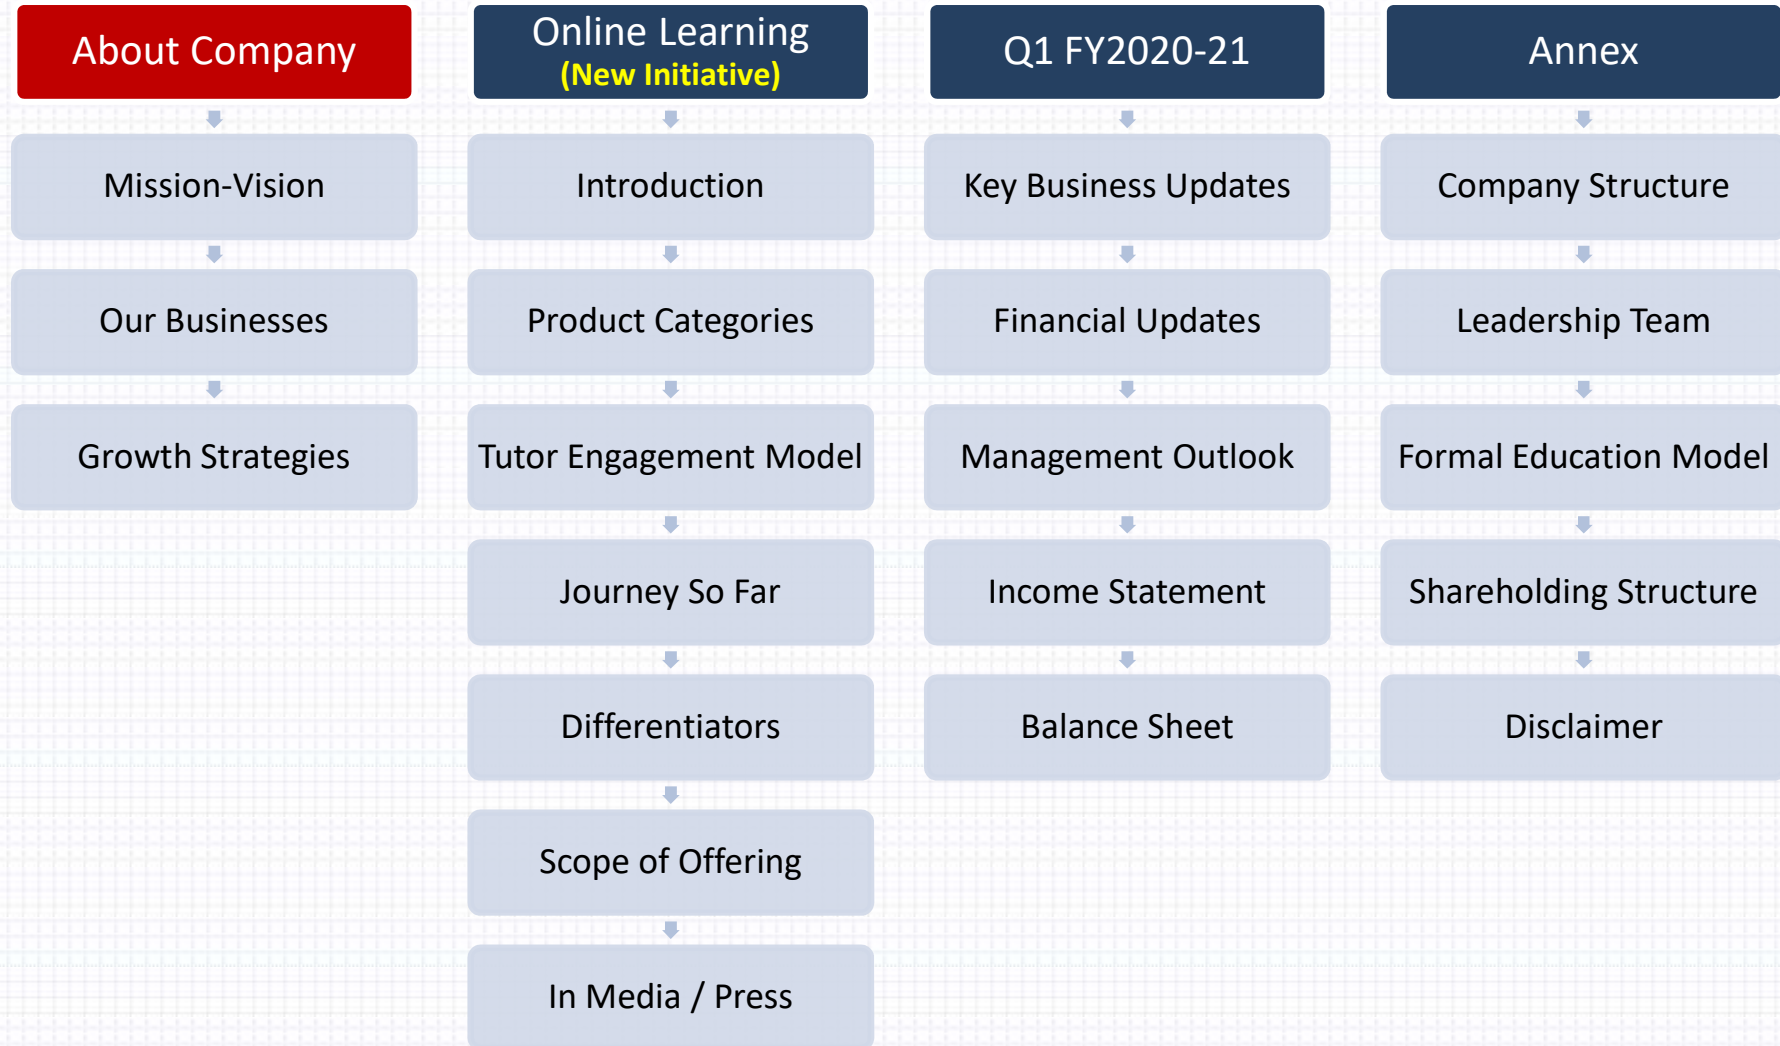 About Company
Mission-Vision
Our Businesses
Growth Strategies
Online Learning
(New Initiative)
Introduction
Product Categories
Tutor Engagement Model
Journey So Far
Differentiators
Scope of Offering
In Media / Press
Q1 FY2020-21
Key Business Updates
Financial Updates
Management Outlook
Income Statement
Balance Sheet
Annex
Company Structure
Leadership Team
Formal Education Model
Shareholding Structure
Disclaimer